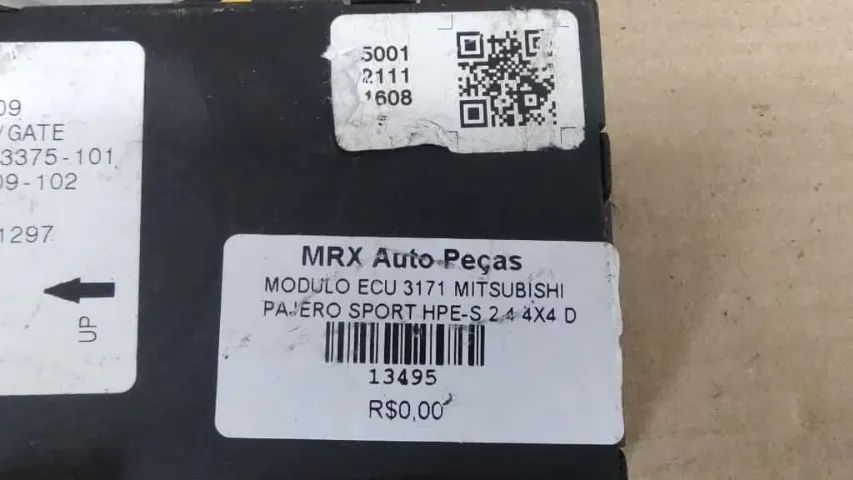 09
/GATE
3375-101
09-102
1297
UP
5001
2111
1608
MRX Auto Peças
MODULO ECU 3171 MITSUBISHI
PAJERO SPORT HPE-S 2.4 4X4 D
13495
R$0,00